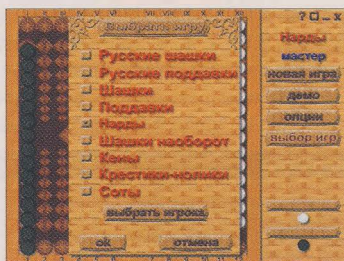 Выберите игру
Русские шашки
Русские поддавки
Шашки
Поддавки
Нарды
Шашки наоборот
Кены
Крестики-нолики
Соты
выбрать игрока
ok отмена
Нарды
мастер
новая игра
демо
опции
выбор игр